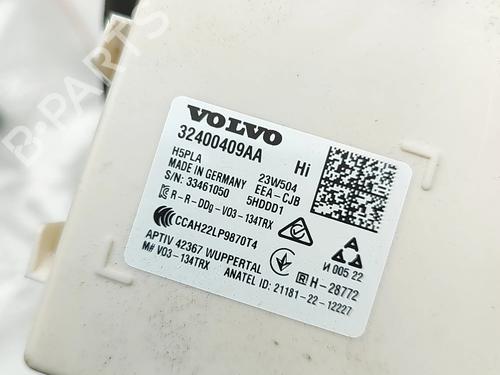 B-PARTS
VOLVO
32400409AA Hi
H5PLA 23W504
MADE IN GERMANY EEA-CJB
S/N: 33461050 5HDDD1
R-R-DDg-V03-134TRX
CCAH22LP9870T4
И 005 22
APTIV 42367 WUPPERTAL R H-28772
M# V03-134TRX ANATEL ID: 21181-22-12227